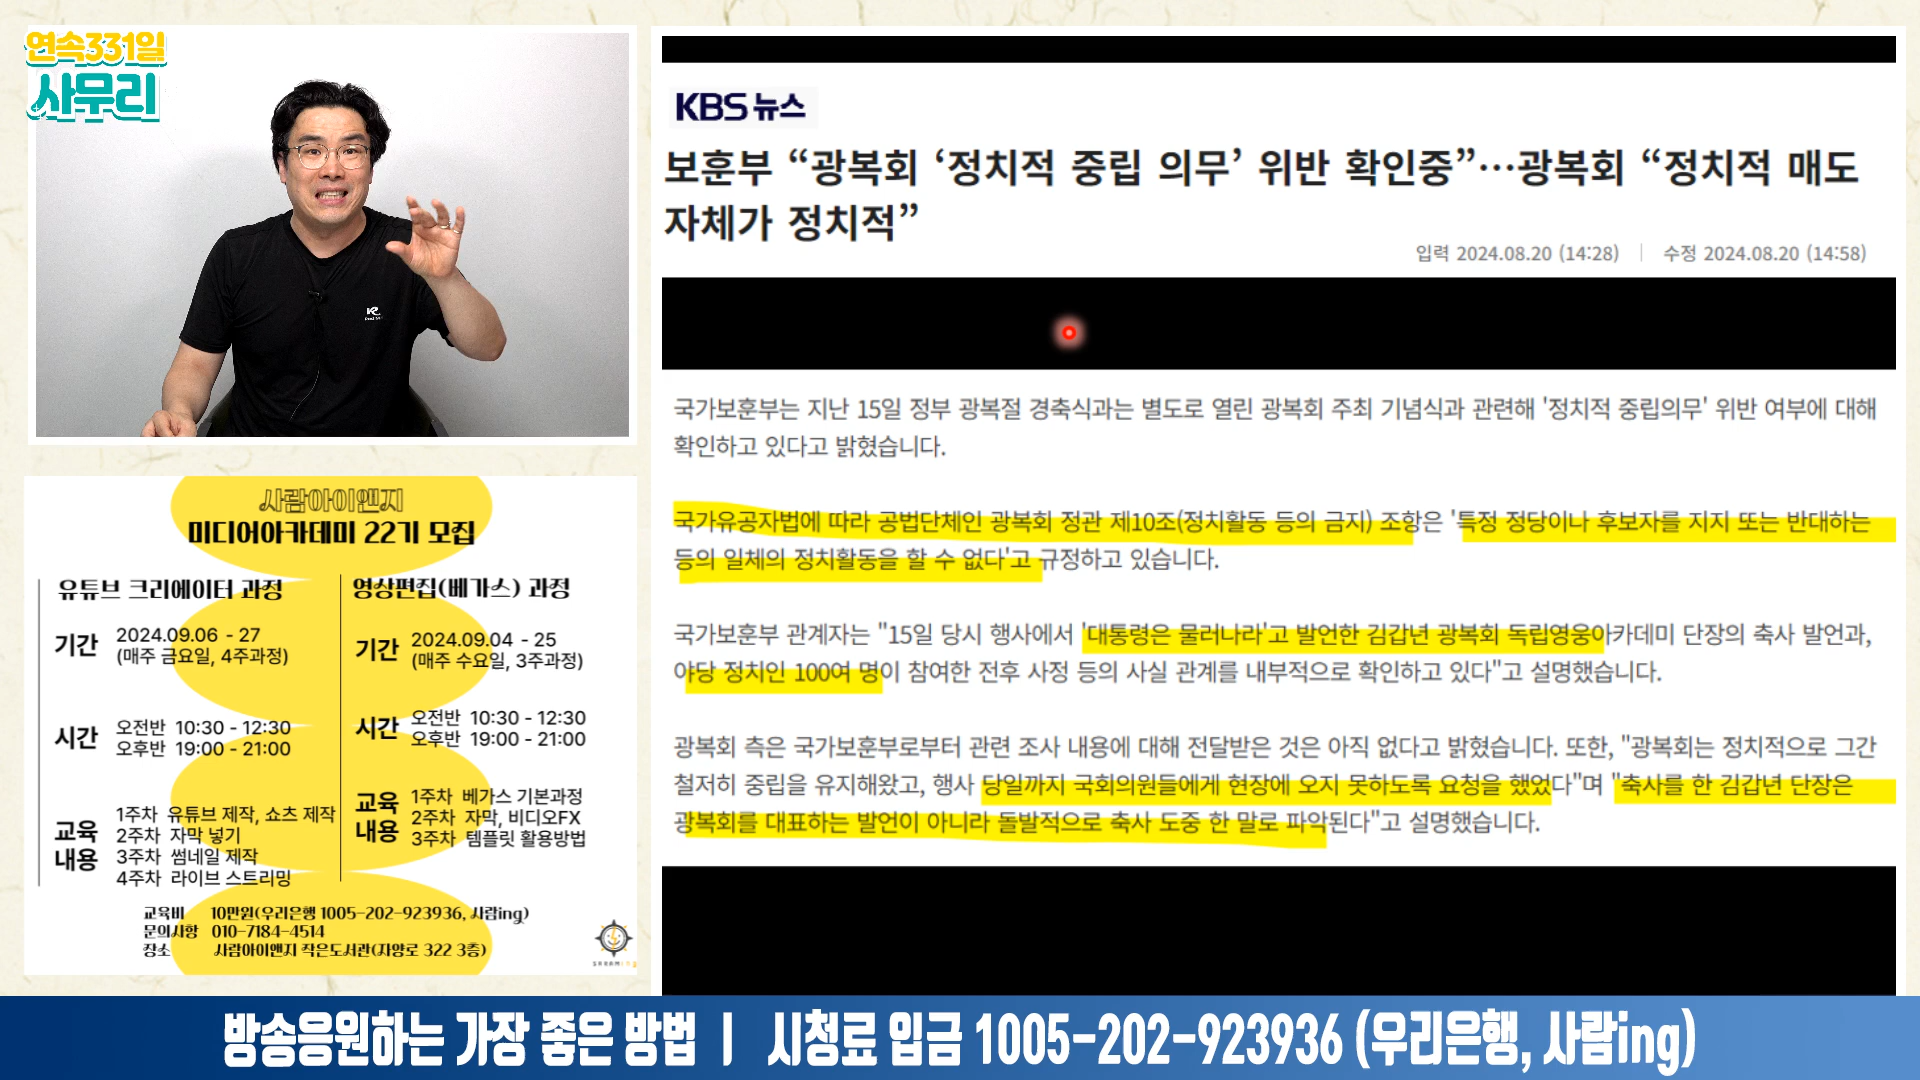 연속331일
사무리
KBS 뉴스
보훈부 “광복회 ‘정치적 중립 의무’ 위반 확인중”…광복회 “정치적 매도
자체가 정치적”
입력 2024.08.20 (14:28) | 수정 2024.08.20 (14:58)
국가보훈부는 지난 15일 정부 광복절 경축식과는 별도로 열린 광복회 주최 기념식과 관련해 '정치적 중립의무' 위반 여부에 대해
확인하고 있다고 밝혔습니다.
국가유공자법에 따라 공법단체인 광복회 정관 제10조(정치활동 등의 금지) 조항은 '특정 정당이나 후보자를 지지 또는 반대하는
등의 일체의 정치활동을 할 수 없다'고 규정하고 있습니다.
국가보훈부 관계자는 "15일 당시 행사에서 '대통령은 물러나라'고 발언한 김갑년 광복회 독립영웅아카데미 단장의 축사 발언과,
야당 정치인 100여 명이 참여한 전후 사정 등의 사실 관계를 내부적으로 확인하고 있다"고 설명했습니다.
광복회 측은 국가보훈부로부터 관련 조사 내용에 대해 전달받은 것은 아직 없다고 밝혔습니다. 또한, "광복회는 정치적으로 그간
철저히 중립을 유지해왔고, 행사 당일까지 국회의원들에게 현장에 오지 못하도록 요청을 했었다"며 "축사를 한 김갑년 단장은
광복회를 대표하는 발언이 아니라 돌발적으로 축사 도중 한 말로 파악된다"고 설명했습니다.
사람아이앤지
미디어아카데미 22기 모집
유튜브 크리에이터 과정
기간 2024.09.06 - 27
(매주 금요일, 4주과정)
시간 오전반 10:30 - 12:30
오후반 19:00 - 21:00
교육 내용
1주차 유튜브 제작, 쇼츠 제작
2주차 자막 넣기
3주차 썸네일 제작
4주차 라이브 스트리밍
영상편집(베가스) 과정
기간 2024.09.04 - 25
(매주 수요일, 3주과정)
시간 오전반 10:30 - 12:30
오후반 19:00 - 21:00
교육 내용
1주차 베가스 기본과정
2주차 자막, 비디오FX
3주차 템플릿 활용방법
교육비 10만원(우리은행 1005-202-923936, 사람ing)
문의사항 010-7184-4514
장소 사람아이앤지 작은도서관(자양로 322 3층)
방송응원하는 가장 좋은 방법 | 시청료 입금 1005-202-923936 (우리은행, 사람ing)